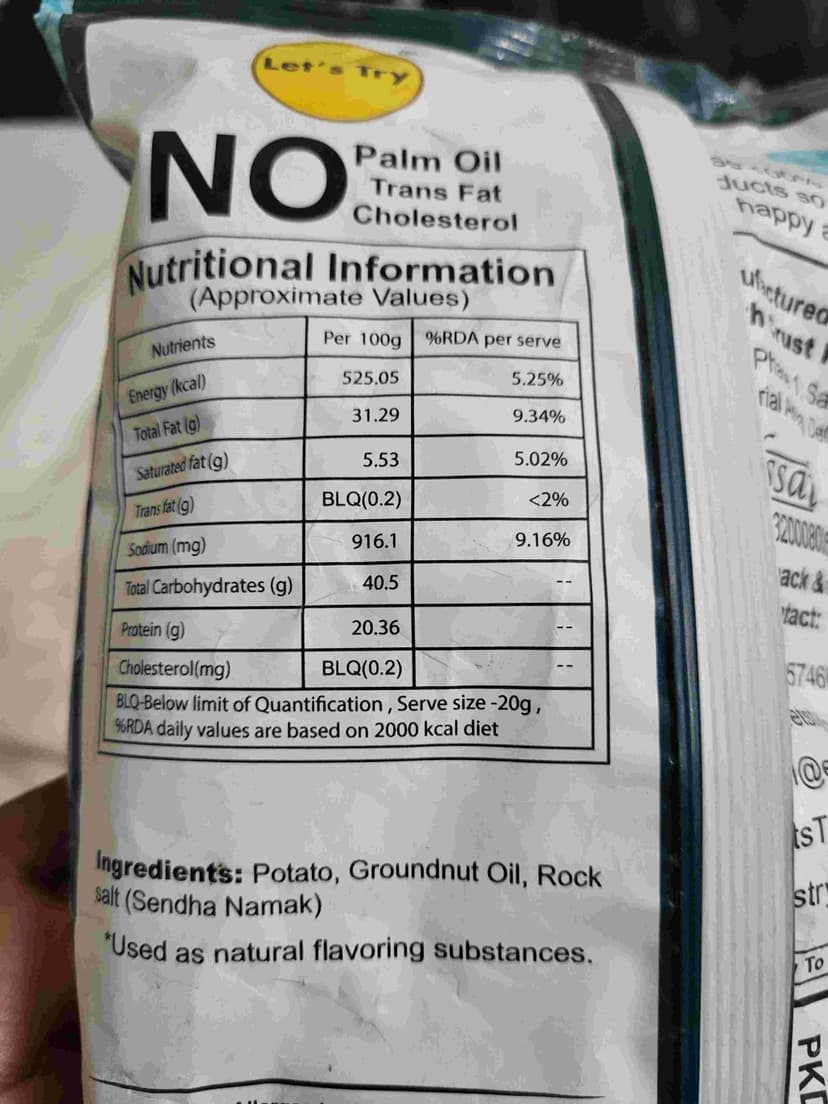 Let's Try
NO Palm Oil
Trans Fat
Cholesterol
Nutritional Information
(Approximate Values)
Nutrients Per 100g %RDA per serve
Energy (kcal) 525.05 5.25%
Total Fat (g) 31.29 9.34%
Saturated fat (g) 5.53 5.02%
Trans fat (g) BLQ(0.2) <2%
Sodium (mg) 916.1 9.16%
Total Carbohydrates (g) 40.5 --
Protein (g) 20.36 --
Cholesterol(mg) BLQ(0.2) --
BLQ-Below limit of Quantification , Serve size -20g ,
%RDA daily values are based on 2000 kcal diet
Ingredients: Potato, Groundnut Oil, Rock
salt (Sendha Namak)
*Used as natural flavoring substances.
ducts so
happy
To